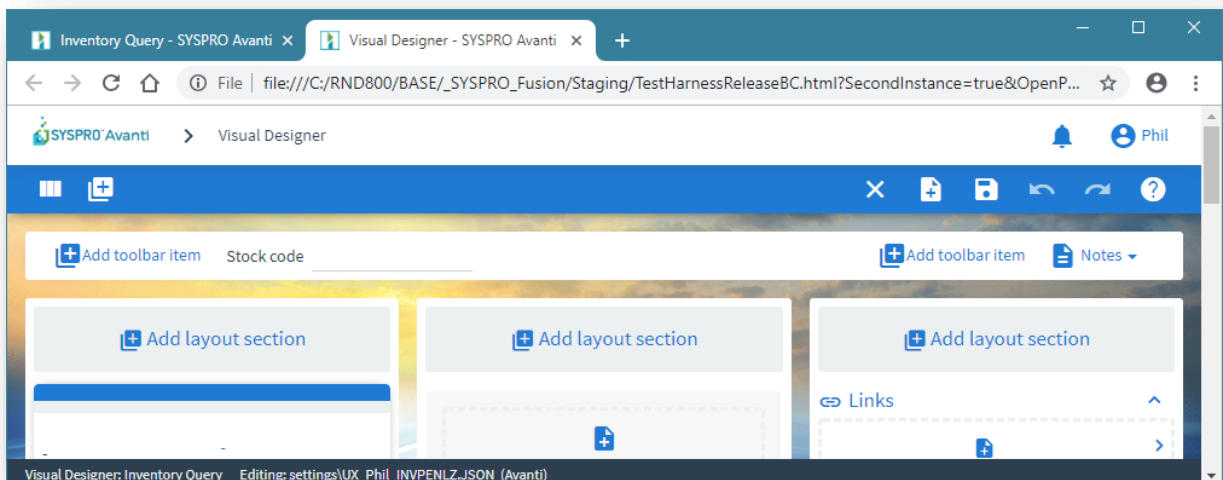 Inventory Query - SYSPRO Avanti
Visual Designer - SYSPRO Avanti
File | file:///C:/RND800/BASE/_SYSPRO_Fusion/Staging/TestHarnessReleaseBC.html?SecondInstance=true&OpenP...
SYSPRO Avanti > Visual Designer Phil
Add toolbar item Stock code Add toolbar item Notes
Add layout section Add layout section Add layout section
Links
Visual Designer: Inventory Query Editing: settings\UX_Phil_INVPENLZ.JSON (Avanti)